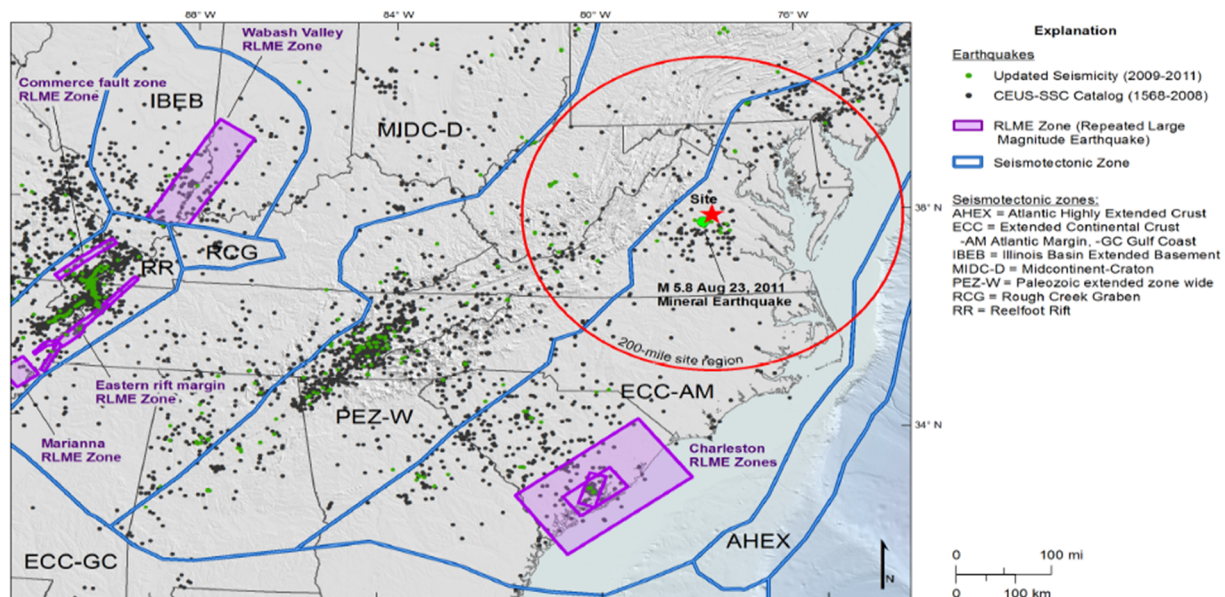 88° W
84° W
80° W
76° W
Wabash Valley
RLME Zone
Commerce fault zone
RLME Zone
IBEB
MIDC-D
RCG
RR
Site
38° N
M 5.8 Aug 23, 2011
Mineral Earthquake
200-mile site region
Eastern rift margin
RLME Zone
ECC-AM
PEZ-W
34° N
Marianna
RLME Zone
Charleston
RLME Zones
AHEX
ECC-GC
N
Explanation
Earthquakes
Updated Seismicity (2009-2011)
CEUS-SSC Catalog (1568-2008)
RLME Zone (Repeated Large
Magnitude Earthquake)
Seismotectonic Zone
Seismotectonic zones:
AHEX = Atlantic Highly Extended Crust
ECC = Extended Continental Crust
-AM Atlantic Margin, -GC Gulf Coast
IBEB = Illinois Basin Extended Basement
MIDC-D = Midcontinent-Craton
PEZ-W = Paleozoic extended zone wide
RCG = Rough Creek Graben
RR = Reelfoot Rift
0 100 mi
0 100 km